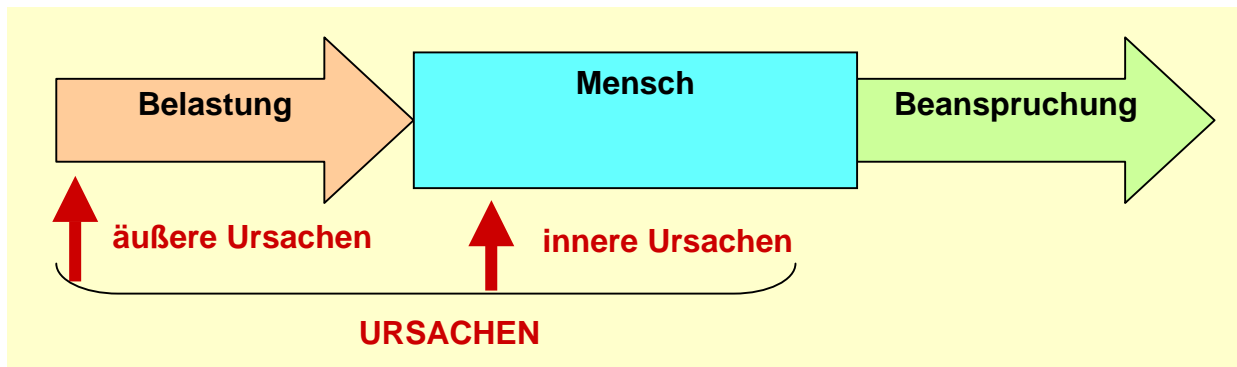 Belastung
Mensch
Beanspruchung
äußere Ursachen
innere Ursachen
URSACHEN